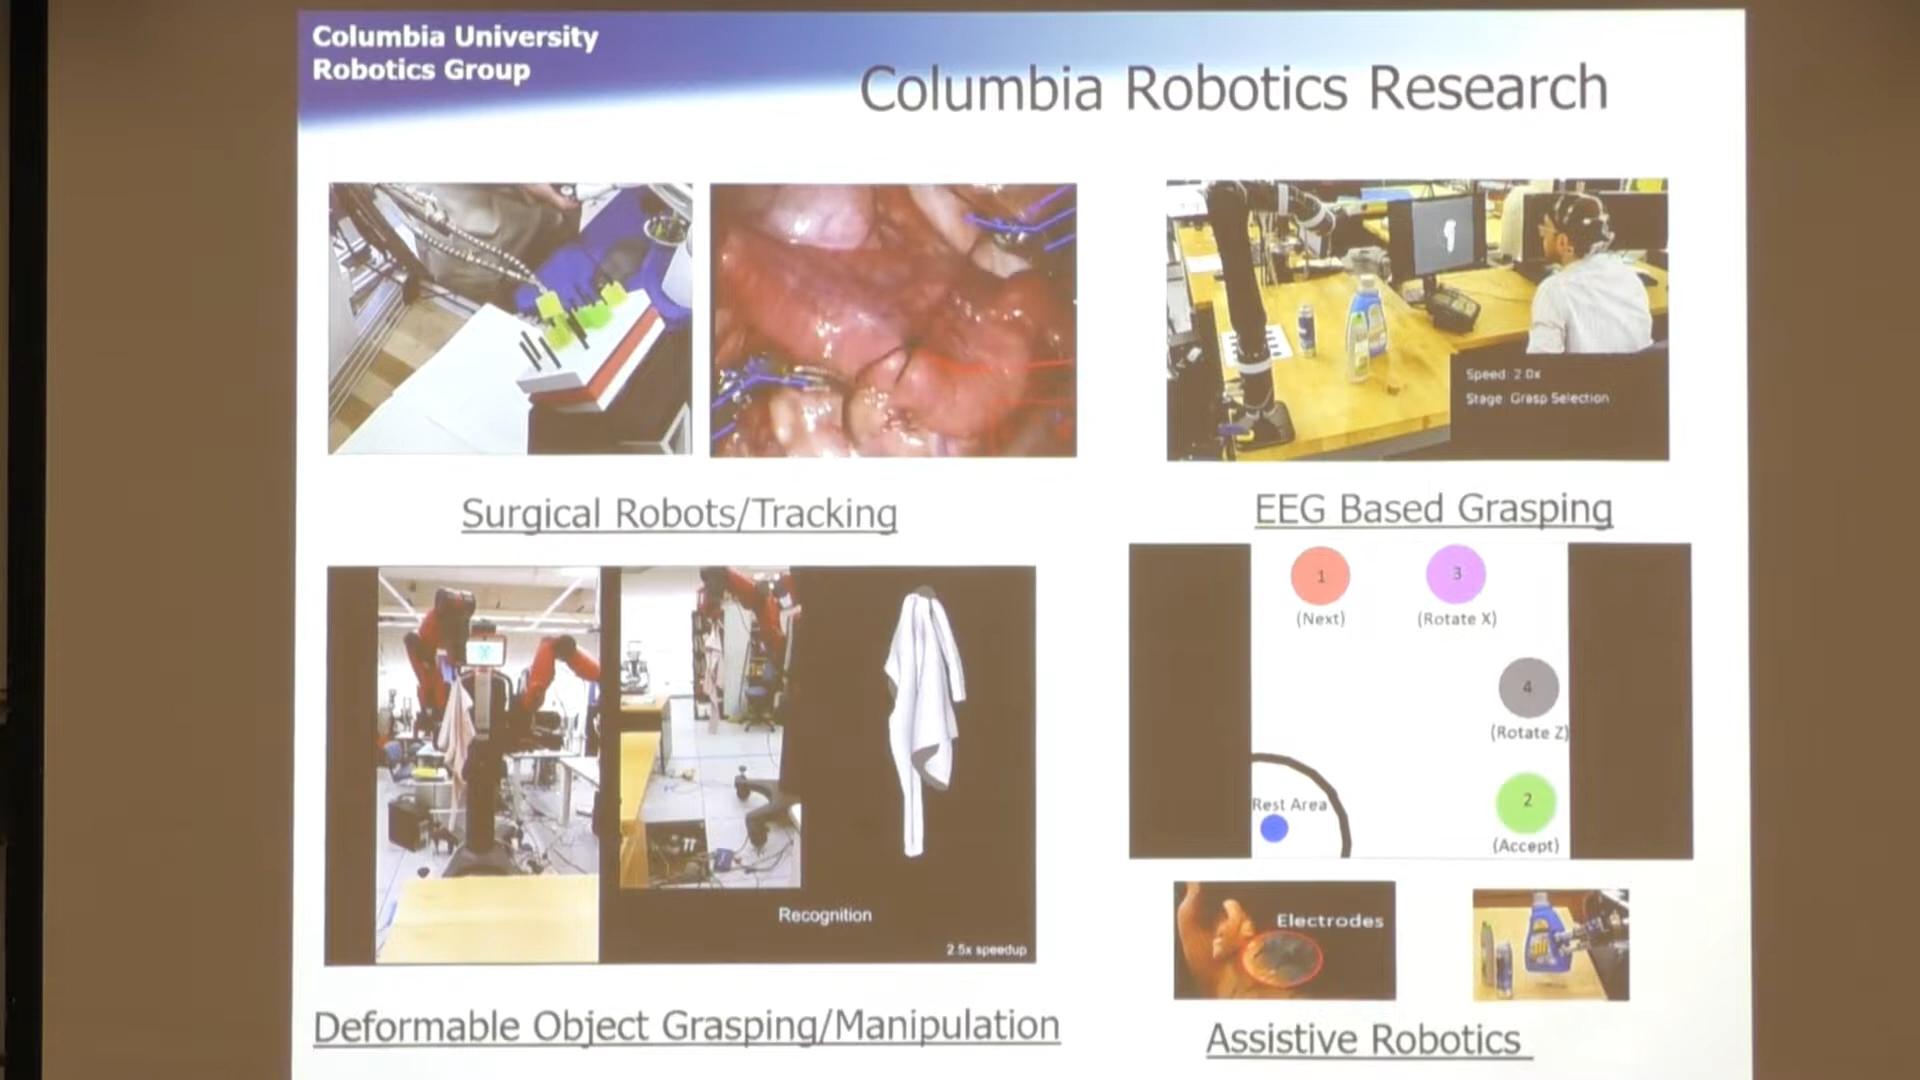 Columbia University
Robotics Group
Columbia Robotics Research
Speed: 2.0x
Stage: Grasp Selection
Surgical Robots/Tracking
EEG Based Grasping
1
(Next)
3
(Rotate X)
4
(Rotate Z)
Rest Area
2
(Accept)
Recognition
2.5x speedup
Electrodes
Deformable Object Grasping/Manipulation
Assistive Robotics